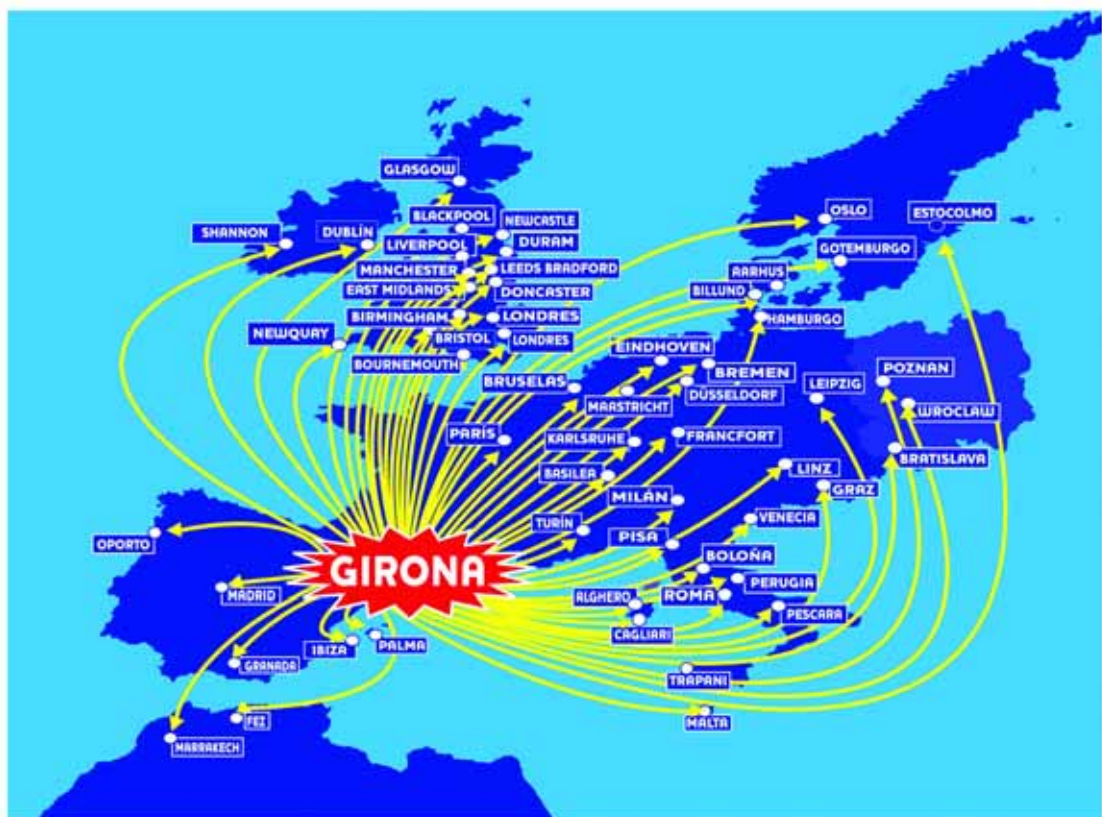 GLASGOW
BLACKPOOL
NEWCASTLE
OSLO
ESTOCOLMO
SHANNON
DUBLÍN
LIVERPOOL
DURAM
GOTEMBURGO
MANCHESTER
LEEDS BRADFORD
AARHUS
EAST MIDLANDS
DONCASTER
BILLUND
BIRMINGHAM
LONDRES
HAMBURGO
NEWQUAY
BRISTOL
LONDRES
BOURNEMOUTH
EINDHOVEN
BREMEN
POZNAN
BRUSELAS
MAASTRICHT
DÜSSELDORF
LEIPZIG
WROCLAW
PARÍS
KARLSRUHE
FRANCFORT
BRATISLAVA
BASILEA
LINZ
GRAZ
MILÁN
TURÍN
PISA
VENECIA
OPORTO
GIRONA
BOLOÑA
PERUGIA
MADRID
ALGHERO
ROMA
PESCARA
CAGLIARI
IBIZA
PALMA
GRANADA
TRAPANI
FEZ
MALTA
MARRAKECH